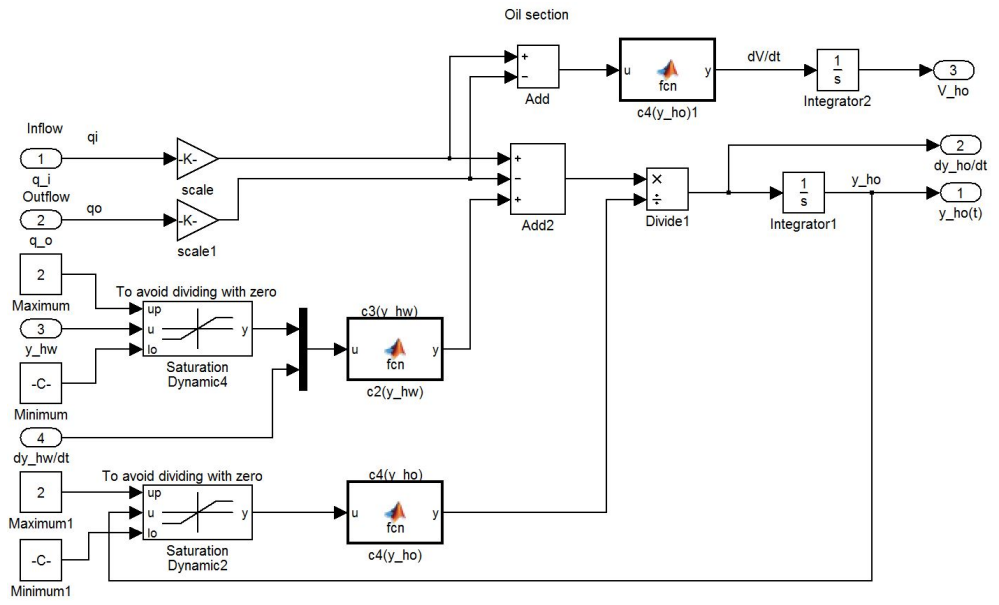 Oil section
+
−
Add
u
fcn
y
c4(y_ho)1
dV/dt
1
s
Integrator2
3
V_ho
Inflow
1
q_i
qi
-K-
scale
Outflow
2
q_o
qo
-K-
scale1
+
−
+
Add2
×
÷
Divide1
1
s
Integrator1
y_ho
2
dy_ho/dt
1
y_ho(t)
2
Maximum
To avoid dividing with zero
up
u
lo
y
Saturation
Dynamic4
3
y_hw
-C-
Minimum
c3(y_hw)
u
fcn
y
c2(y_hw)
4
dy_hw/dt
2
Maximum1
To avoid dividing with zero
up
u
lo
y
Saturation
Dynamic2
c4(y_ho)
u
fcn
y
c4(y_ho)
-C-
Minimum1